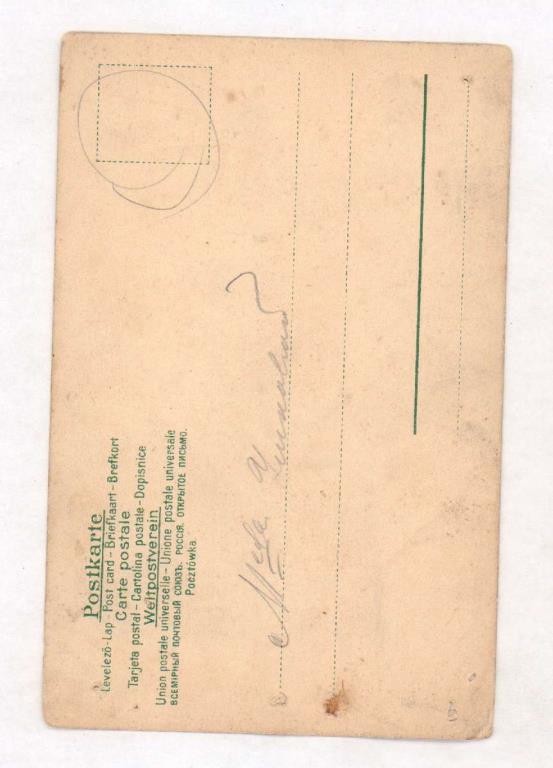 Postkarte
Levelezö-Lap - Post card - Briefkaart - Brefkort
Carte postale
Tarjeta postal - Cartolina postale - Dopisnice
Weltpostverein
Union postale universelle - Unione postale universale
ВСЕМІРНЫЙ ПОЧТОВЫЙ СОЮЗЪ. РОССІЯ. ОТКРЫТОЕ ПИСЬМО.
Pocztówka.